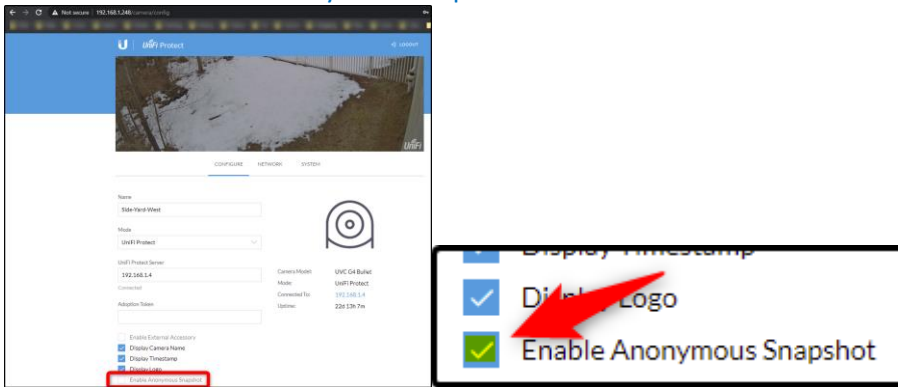 Not secure
192.168.1.248/camera/config
U
UniFi Protect
LOGOUT
UniFi
CONFIGURE
NETWORK
SYSTEM
Name
Side-Yard-West
Mode
UniFi Protect
UniFi Protect Server
192.168.1.4
Connected
Adoption Token
Camera Model:
UVC G4 Bullet
Mode:
UniFi Protect
Connected To:
192.168.1.4
Uptime:
22d 13h 7m
Enable External Accessory
Display Camera Name
Display Timestamp
Display Logo
Enable Anonymous Snapshot
Display Timestamp
Display Logo
Enable Anonymous Snapshot